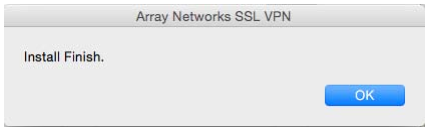 Array Networks SSL VPN
Install Finish.
OK